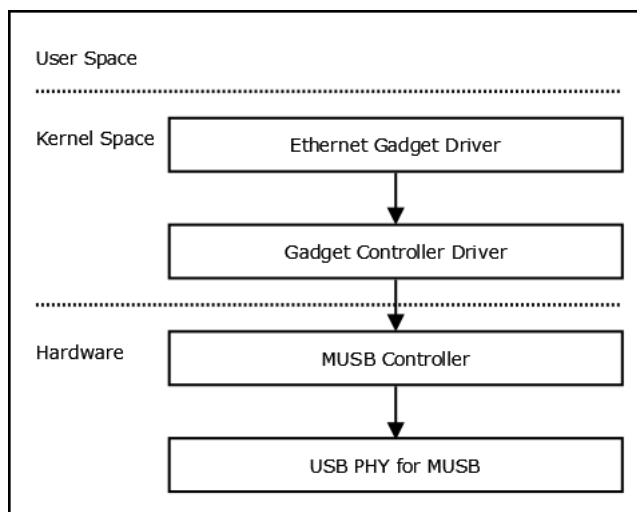 User Space
Kernel Space
Ethernet Gadget Driver
Gadget Controller Driver
Hardware
MUSB Controller
USB PHY for MUSB